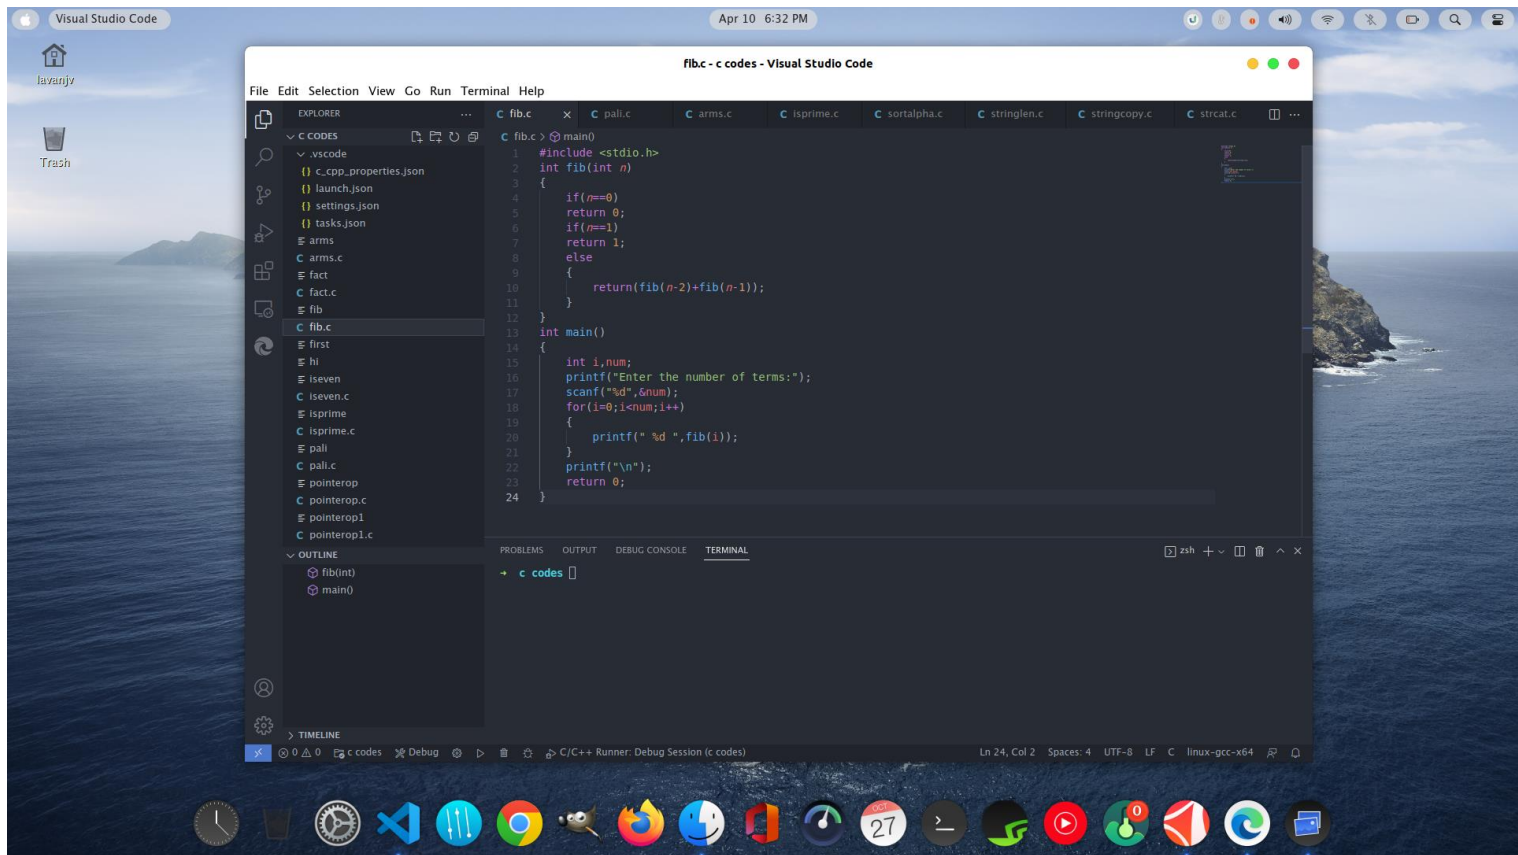 Visual Studio Code
Apr 10 6:32 PM
lavanjv
Trash
fib.c - c codes - Visual Studio Code
File Edit Selection View Go Run Terminal Help
EXPLORER
C CODES
.vscode
{} c_cpp_properties.json
{} launch.json
{} settings.json
{} tasks.json
arms
C arms.c
fact
C fact.c
fib
C fib.c
first
hi
iseven
C iseven.c
isprime
C isprime.c
pali
C pali.c
pointerop
C pointerop.c
pointerop1
C pointerop1.c
OUTLINE
fib(int)
main()
TIMELINE
C fib.c C pali.c C arms.c C isprime.c C sortalpha.c C stringlen.c C stringcopy.c C strcat.c
C fib.c > main()
1 #include <stdio.h>
2 int fib(int n)
3 {
4 if(n==0)
5 return 0;
6 if(n==1)
7 return 1;
8 else
9 {
10 return(fib(n-2)+fib(n-1));
11 }
12 }
13 int main()
14 {
15 int i,num;
16 printf("Enter the number of terms:");
17 scanf("%d",&num);
18 for(i=0;i<num;i++)
19 {
20 printf(" %d ",fib(i));
21 }
22 printf("\n");
23 return 0;
24 }
PROBLEMS OUTPUT DEBUG CONSOLE TERMINAL
zsh
→ c codes
0 0 c codes Debug C/C++ Runner: Debug Session (c codes) Ln 24, Col 2 Spaces: 4 UTF-8 LF C linux-gcc-x64
OCT
27
0